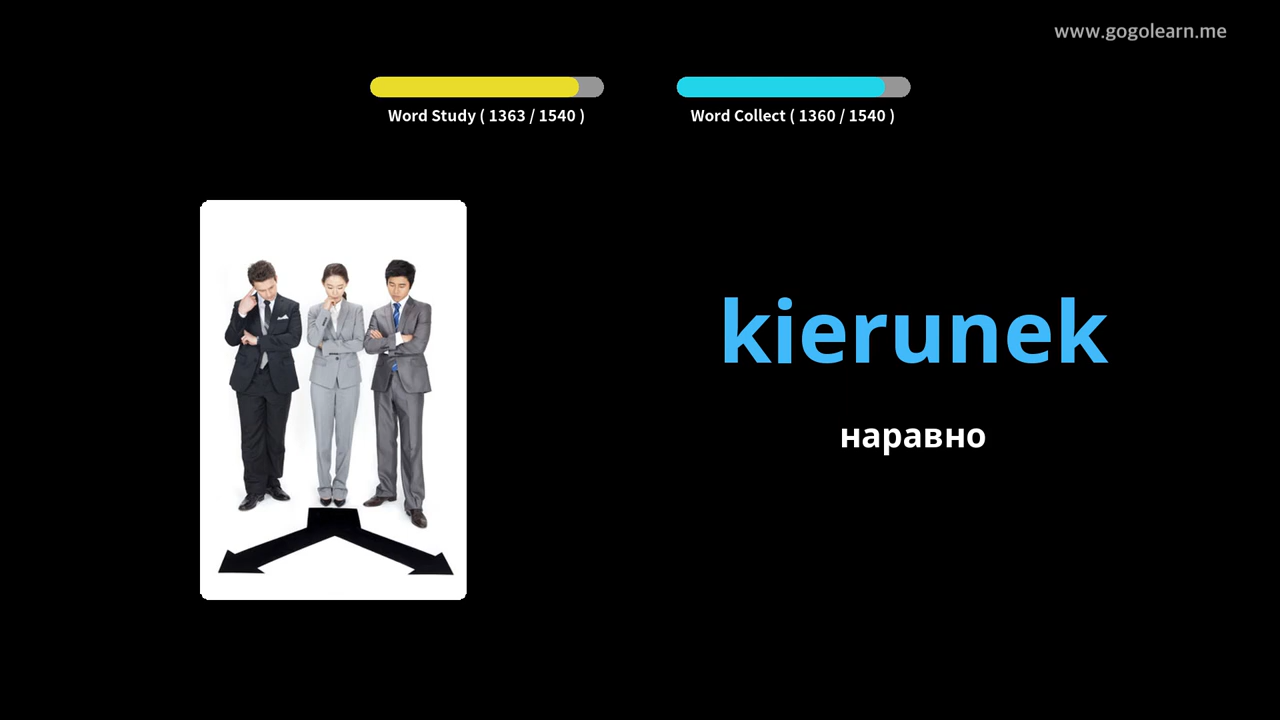 www.gogolearn.me
Word Study ( 1363 / 1540 )
Word Collect ( 1360 / 1540 )
kierunek
наравно